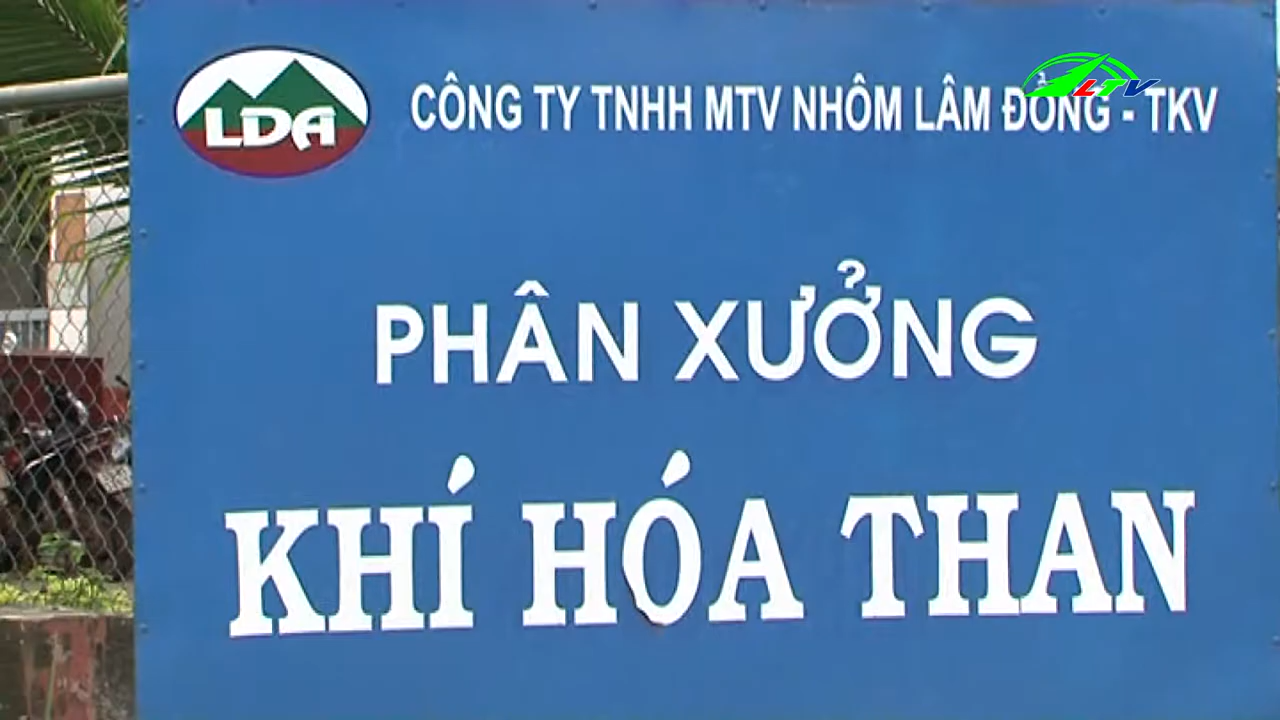 LTV
LDA
CÔNG TY TNHH MTV NHÔM LÂM ĐỒNG - TKV
PHÂN XƯỞNG
KHÍ HÓA THAN